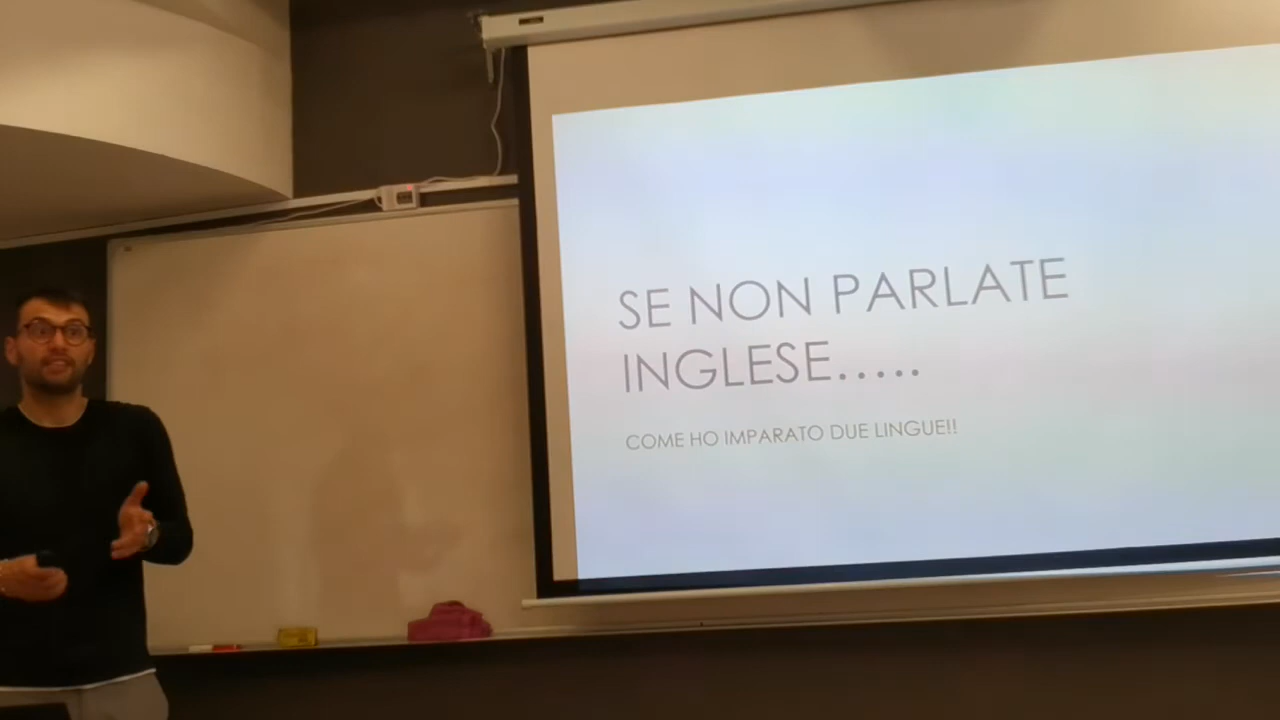 SE NON PARLATE
INGLESE.....
COME HO IMPARATO DUE LINGUE!!